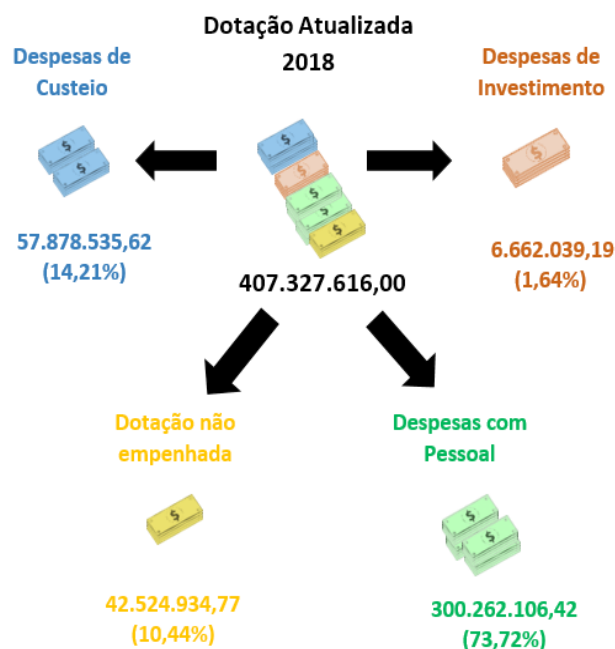 Dotação Atualizada
2018
Despesas de
Custeio
Despesas de
Investimento
$
$
$
$
$
$
$
$
57.878.535,62
(14,21%)
6.662.039,19
(1,64%)
407.327.616,00
Dotação não
empenhada
Despesas com
Pessoal
$
$
$
$
42.524.934,77
(10,44%)
300.262.106,42
(73,72%)